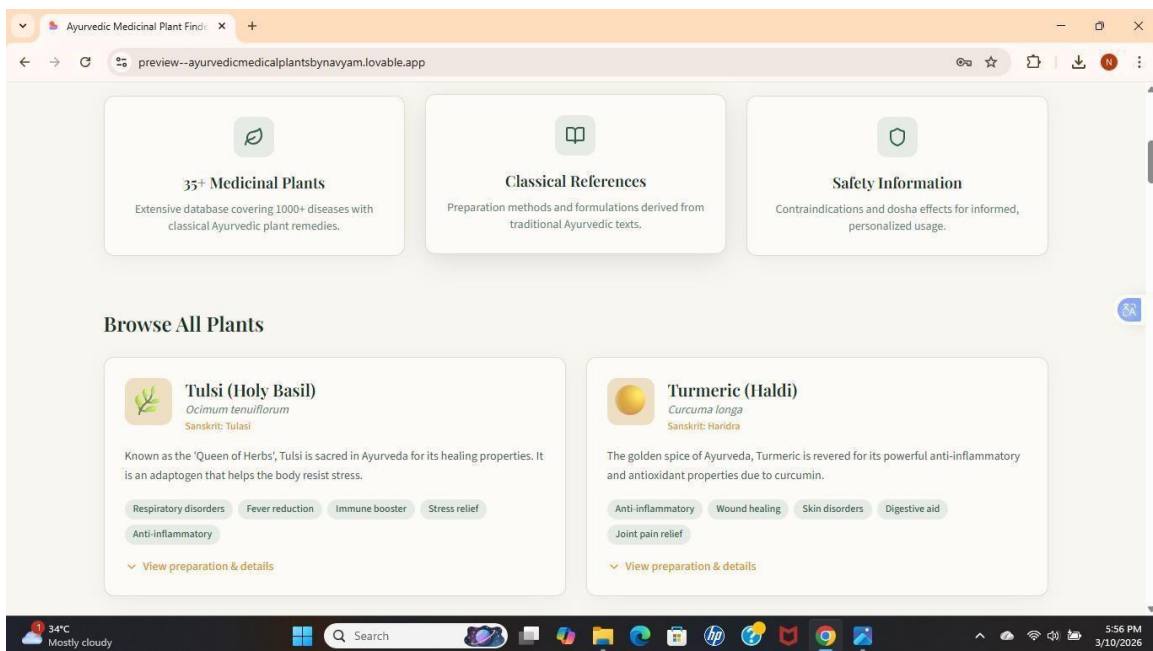 Ayurvedic Medicinal Plant Finde
preview--ayurvedicmedicalplantsbynavyam.lovable.app
N
35+ Medicinal Plants
Extensive database covering 1000+ diseases with
classical Ayurvedic plant remedies.
Classical References
Preparation methods and formulations derived from
traditional Ayurvedic texts.
Safety Information
Contraindications and dosha effects for informed,
personalized usage.
Browse All Plants
Tulsi (Holy Basil)
Ocimum tenuiflorum
Sanskrit: Tulasi
Known as the 'Queen of Herbs', Tulsi is sacred in Ayurveda for its healing properties. It
is an adaptogen that helps the body resist stress.
Respiratory disorders Fever reduction Immune booster Stress relief
Anti-inflammatory
View preparation & details
Turmeric (Haldi)
Curcuma longa
Sanskrit: Haridra
The golden spice of Ayurveda, Turmeric is revered for its powerful anti-inflammatory
and antioxidant properties due to curcumin.
Anti-inflammatory Wound healing Skin disorders Digestive aid
Joint pain relief
View preparation & details
1
34°C
Mostly cloudy
Search
hp
5:56 PM
3/10/2026